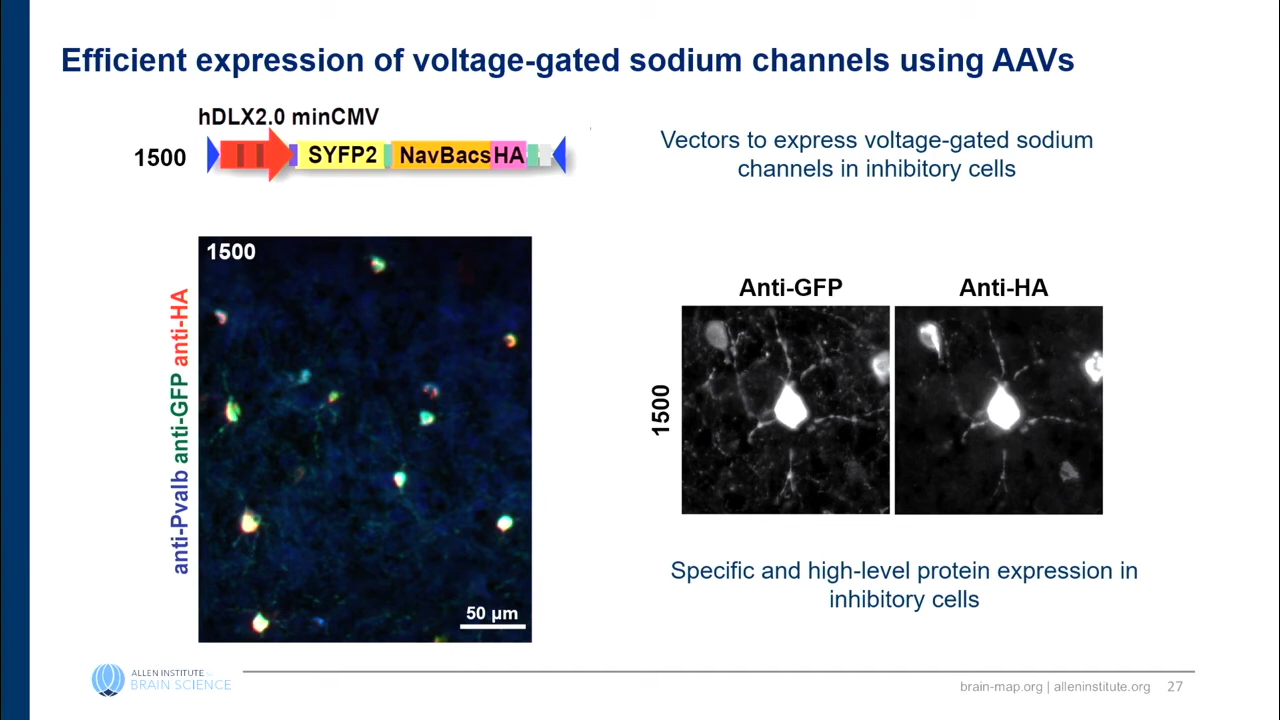 Efficient expression of voltage-gated sodium channels using AAVs
hDLX2.0 minCMV
1500
SYFP2
NavBacs
HA
Vectors to express voltage-gated sodium
channels in inhibitory cells
1500
anti-Pvalb anti-GFP anti-HA
50 µm
Anti-GFP
Anti-HA
1500
Specific and high-level protein expression in
inhibitory cells
ALLEN INSTITUTE for
BRAIN SCIENCE
brain-map.org | alleninstitute.org
27